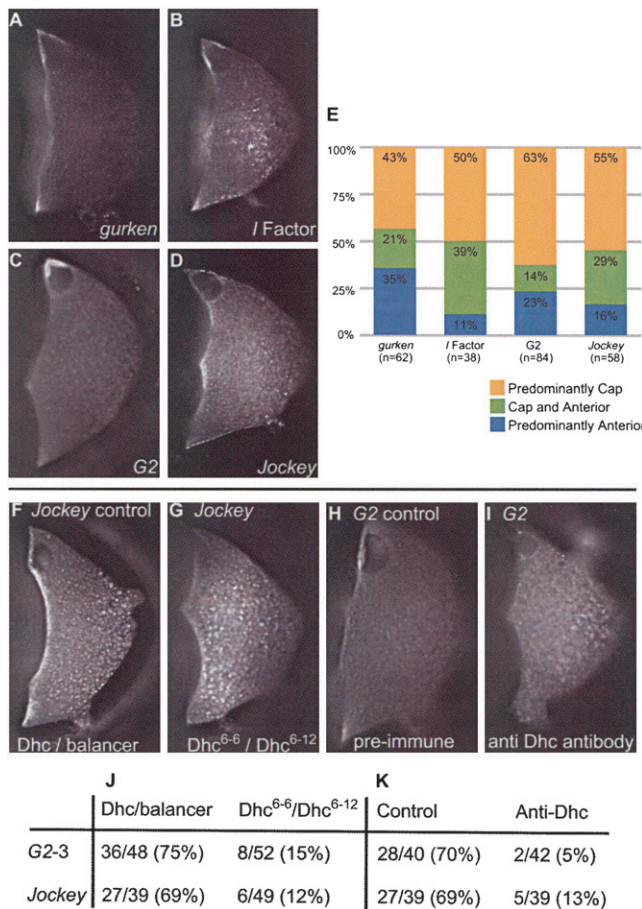 A
B
gurken
I Factor
C
D
G2
Jockey
E
100%
75%
50%
25%
0%
43%
50%
63%
55%
21%
39%
14%
29%
35%
11%
23%
16%
gurken
(n=62)
I Factor
(n=38)
G2
(n=84)
Jockey
(n=58)
Predominantly Cap
Cap and Anterior
Predominantly Anterior
F Jockey control
G Jockey
H G2 control
I G2
Dhc / balancer
Dhc6-6 / Dhc6-12
pre-immune
anti Dhc antibody
J
K
Dhc/balancer Dhc6-6/Dhc6-12 Control Anti-Dhc
G2-3 36/48 (75%) 8/52 (15%) 28/40 (70%) 2/42 (5%)
Jockey 27/39 (69%) 6/49 (12%) 27/39 (69%) 5/39 (13%)